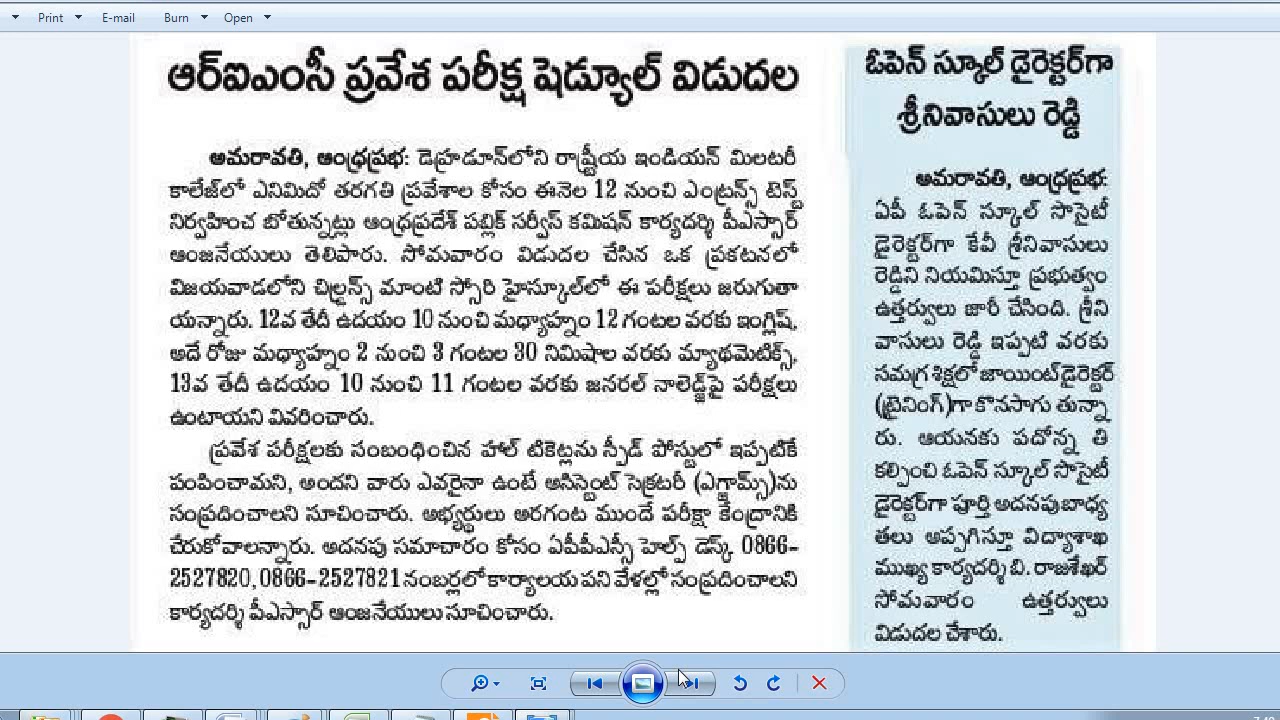 Print E-mail Burn Open
ఆర్ఐఎంసీ ప్రవేశ పరీక్ష షెడ్యూల్ విడుదల
అమరావతి, ఆంధ్రప్రభ: డెహ్రాడూన్‌లోని రాష్ట్రీయ ఇండియన్ మిలటరీ
కాలేజ్‌లో ఎనిమిదో తరగతి ప్రవేశాల కోసం ఈనెల 12 నుంచి ఎంట్రన్స్ టెస్ట్
నిర్వహించ బోతున్నట్లు ఆంధ్రప్రదేశ్ పబ్లిక్ సర్వీస్ కమిషన్ కార్యదర్శి పీఎస్సార్
ఆంజనేయులు తెలిపారు. సోమవారం విడుదల చేసిన ఒక ప్రకటనలో
విజయవాడలోని చిల్డ్రన్స్ మాంటి స్సోరి హైస్కూల్‌లో ఈ పరీక్షలు జరుగుతా
యన్నారు. 12వ తేదీ ఉదయం 10 నుంచి మధ్యాహ్నం 12 గంటల వరకు ఇంగ్లిష్,
అదే రోజు మధ్యాహ్నం 2 నుంచి 3 గంటల 30 నిమిషాల వరకు మ్యాథమెటిక్స్,
13వ తేదీ ఉదయం 10 నుంచి 11 గంటల వరకు జనరల్ నాలెడ్జ్‌పై పరీక్షలు
ఉంటాయని వివరించారు.
ప్రవేశ పరీక్షలకు సంబంధించిన హాల్ టికెట్లను స్పీడ్ పోస్టులో ఇప్పటికే
పంపించామని, అందని వారు ఎవరైనా ఉంటే అసిస్టెంట్ సెక్రటరీ (ఎగ్జామ్స్)ను
సంప్రదించాలని సూచించారు. అభ్యర్థులు అరగంట ముందే పరీక్షా కేంద్రానికి
చేరుకోవాలన్నారు. అదనపు సమాచారం కోసం ఏపీపీఎస్సీ హెల్ప్ డెస్క్ 0866-
2527820, 0866-2527821 నంబర్లలో కార్యాలయ పని వేళల్లో సంప్రదించాలని
కార్యదర్శి పీఎస్సార్ ఆంజనేయులు సూచించారు.
ఓపెన్ స్కూల్ డైరెక్టర్‌గా
శ్రీనివాసులు రెడ్డి
అమరావతి, ఆంధ్రప్రభ:
ఏపీ ఓపెన్ స్కూల్ సొసైటీ
డైరెక్టర్‌గా కేవీ శ్రీనివాసులు
రెడ్డిని నియమిస్తూ ప్రభుత్వం
ఉత్తర్వులు జారీ చేసింది. శ్రీని
వాసులు రెడ్డి ఇప్పటి వరకు
సమగ్ర శిక్షలో జాయింట్‌ డైరెక్టర్
(ట్రైనింగ్)గా కొనసాగు తున్నా
రు. ఆయనకు పదోన్న తి
కల్పించి ఓపెన్ స్కూల్ సొసైటీ
డైరెక్టర్‌గా పూర్తి అదనపు బాధ్య
తలు అప్పగిస్తూ విద్యాశాఖ
ముఖ్య కార్యదర్శి బి. రాజశేఖర్
సోమవారం ఉత్తర్వులు
విడుదల చేశారు.